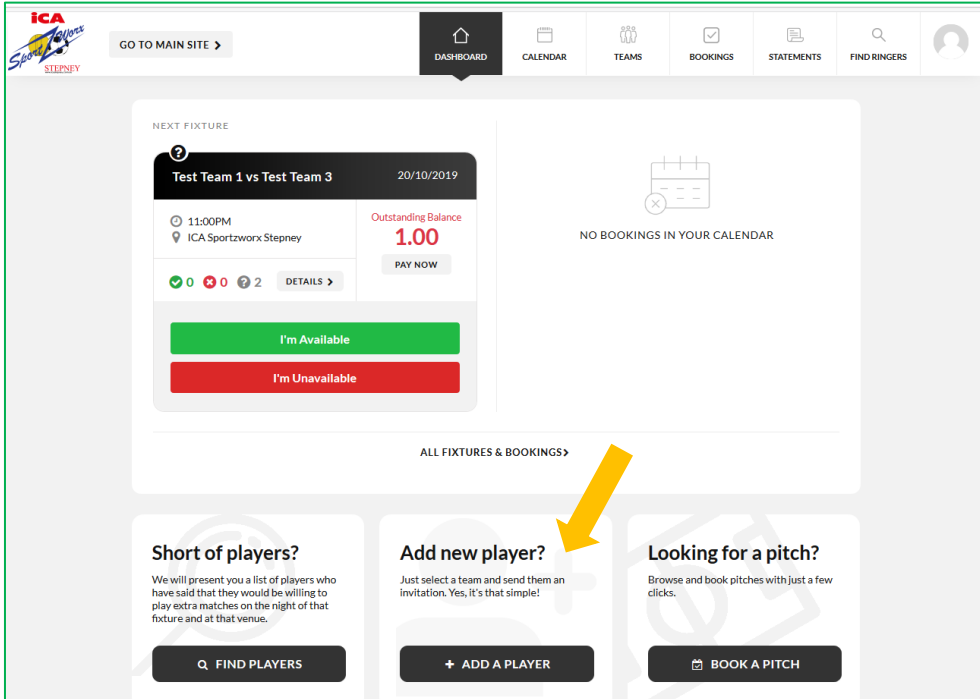 iCA
Sportz Worx
STEPNEY
GO TO MAIN SITE
DASHBOARD
CALENDAR
TEAMS
BOOKINGS
STATEMENTS
FIND RINGERS
NEXT FIXTURE
Test Team 1 vs Test Team 3
20/10/2019
11:00PM
ICA Sportzworx Stepney
Outstanding Balance
1.00
PAY NOW
0 0 2 DETAILS
I'm Available
I'm Unavailable
NO BOOKINGS IN YOUR CALENDAR
ALL FIXTURES & BOOKINGS
Short of players?
We will present you a list of players who
have said that they would be willing to
play extra matches on the night of that
fixture and at that venue.
FIND PLAYERS
Add new player?
Just select a team and send them an
invitation. Yes, it's that simple!
+ ADD A PLAYER
Looking for a pitch?
Browse and book pitches with just a few
clicks.
BOOK A PITCH